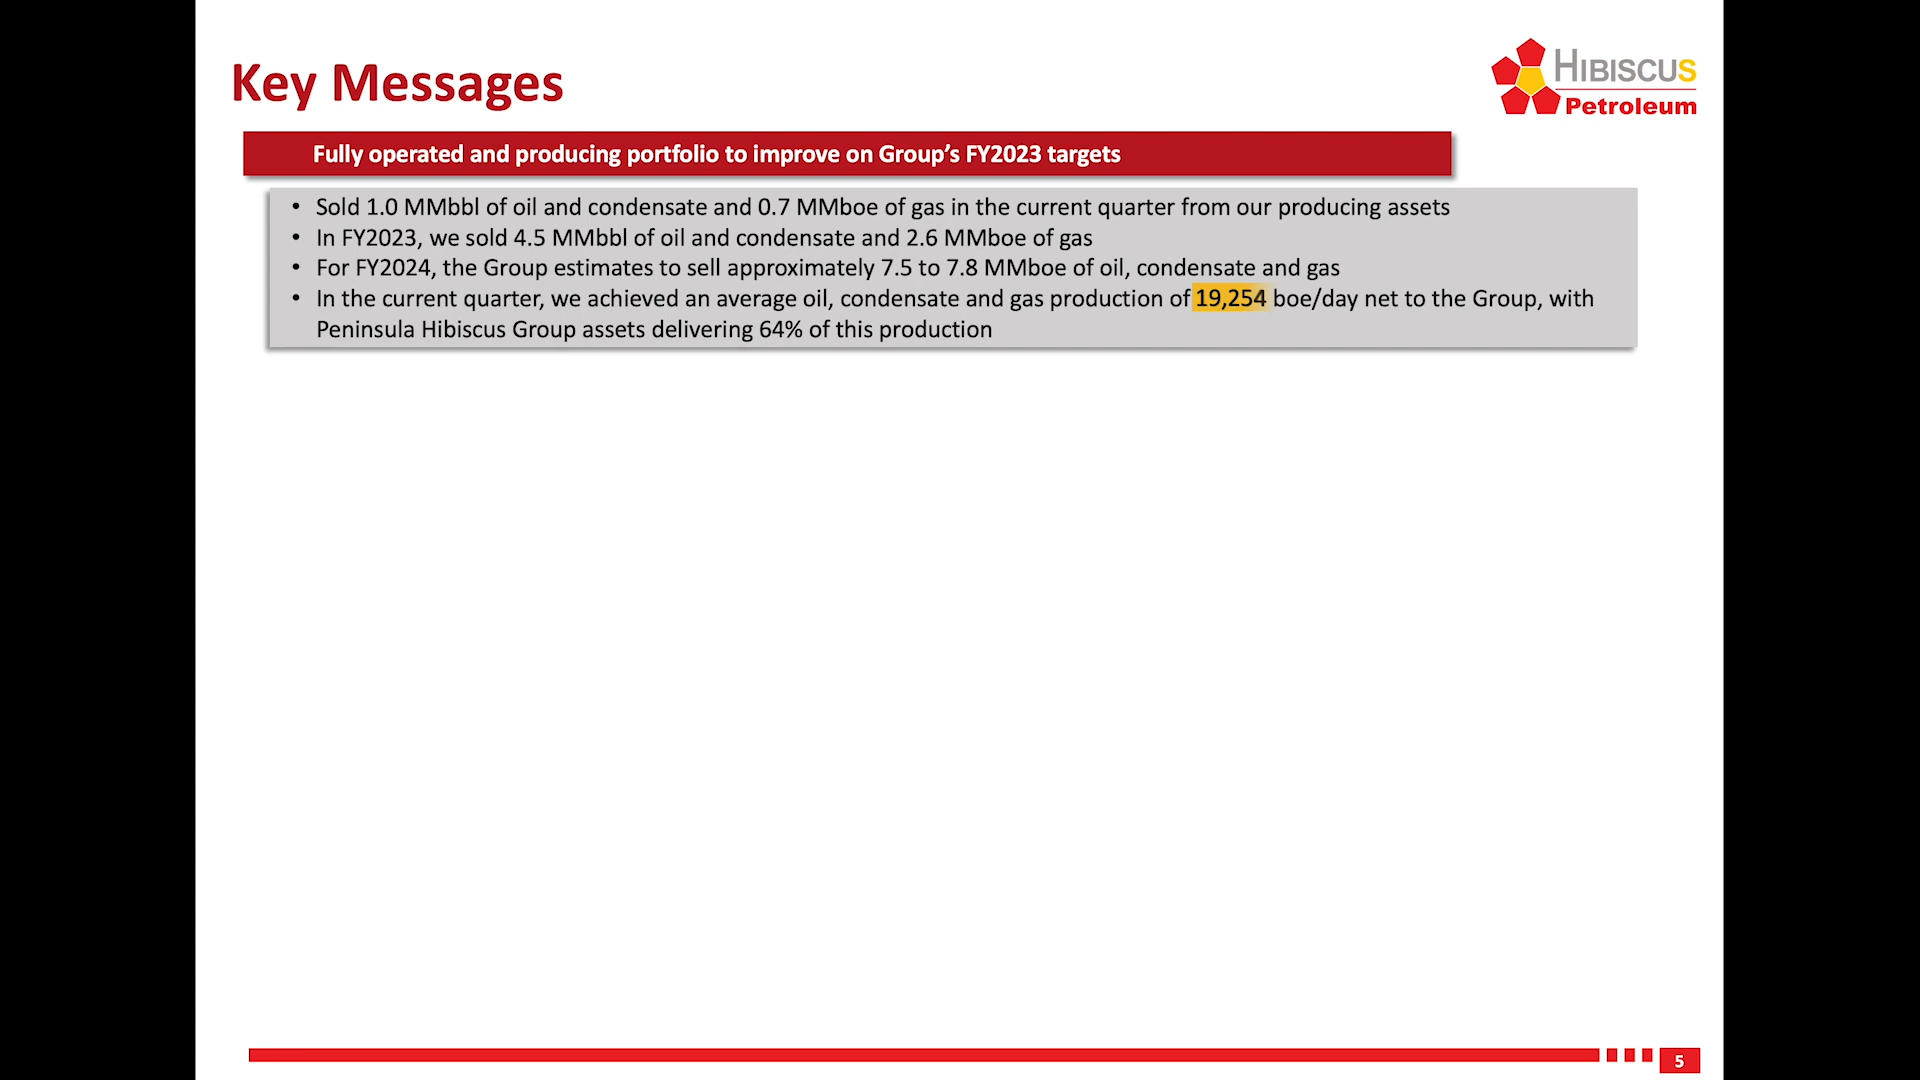 Key Messages
HIBISCUS
Petroleum
Fully operated and producing portfolio to improve on Group’s FY2023 targets
• Sold 1.0 MMbbl of oil and condensate and 0.7 MMboe of gas in the current quarter from our producing assets
• In FY2023, we sold 4.5 MMbbl of oil and condensate and 2.6 MMboe of gas
• For FY2024, the Group estimates to sell approximately 7.5 to 7.8 MMboe of oil, condensate and gas
• In the current quarter, we achieved an average oil, condensate and gas production of 19,254 boe/day net to the Group, with
Peninsula Hibiscus Group assets delivering 64% of this production
5